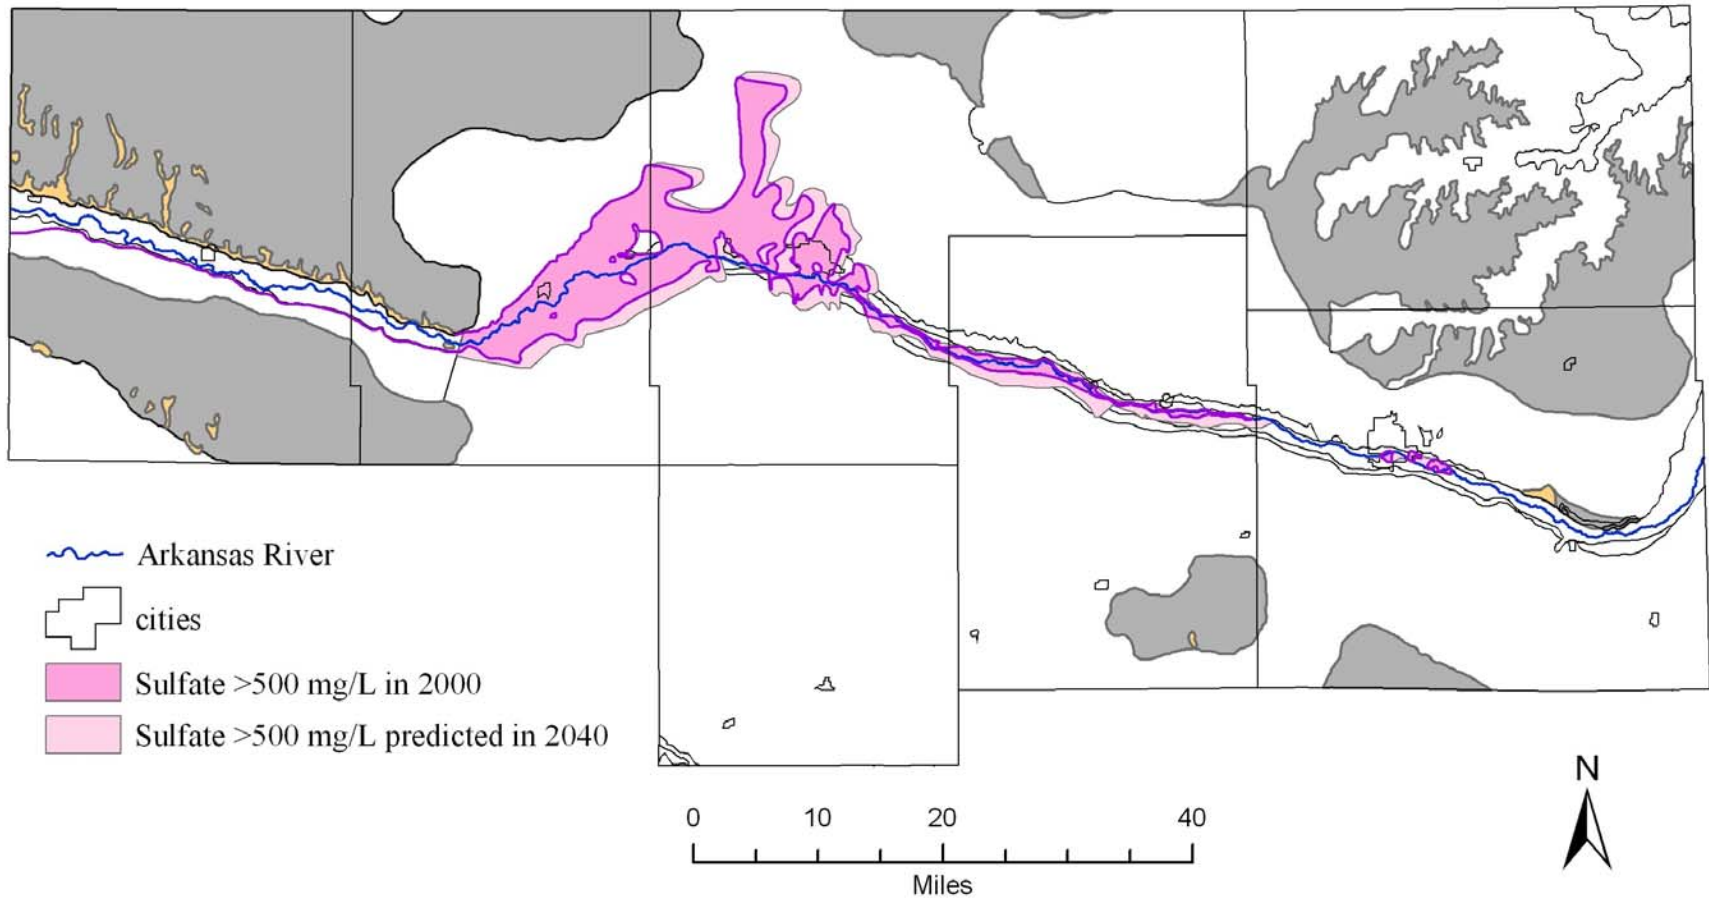 Arkansas River
cities
Sulfate >500 mg/L in 2000
Sulfate >500 mg/L predicted in 2040
N
0 10 20 40
Miles